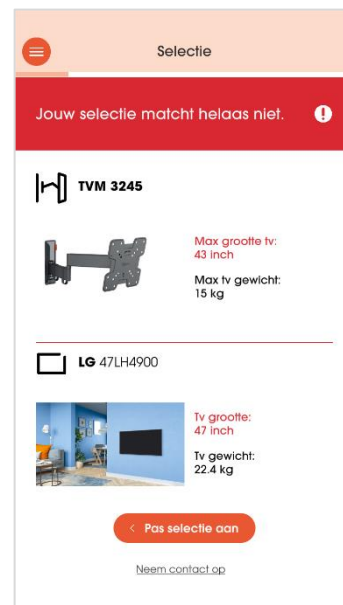 Selectie
Jouw selectie matcht helaas niet.
TVM 3245
Max grootte tv:
43 inch
Max tv gewicht:
15 kg
LG 47LH4900
Tv grootte:
47 inch
Tv gewicht:
22.4 kg
< Pas selectie aan
Neem contact op